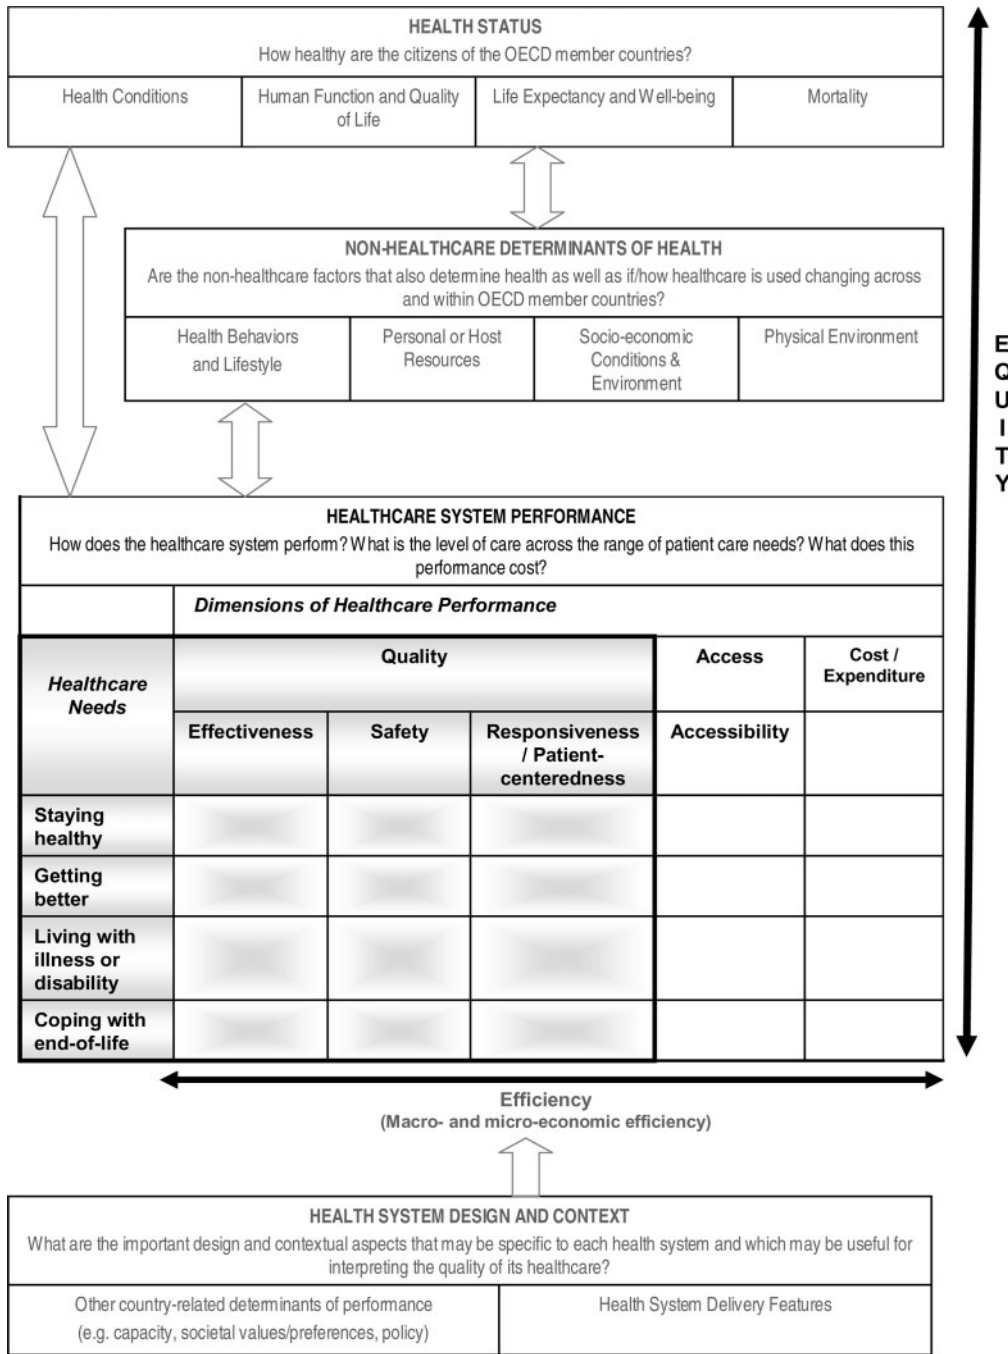 HEALTH STATUS
How healthy are the citizens of the OECD member countries?
Health Conditions
Human Function and Quality
of Life
Life Expectancy and Well-being
Mortality
NON-HEALTHCARE DETERMINANTS OF HEALTH
Are the non-healthcare factors that also determine health as well as if/how healthcare is used changing across
and within OECD member countries?
Health Behaviors
and Lifestyle
Personal or Host
Resources
Socio-economic
Conditions &
Environment
Physical Environment
E
Q
U
I
T
Y
HEALTHCARE SYSTEM PERFORMANCE
How does the healthcare system perform? What is the level of care across the range of patient care needs? What does this
performance cost?
Dimensions of Healthcare Performance
Healthcare
Needs
Quality
Access
Cost /
Expenditure
Effectiveness
Safety
Responsiveness
/ Patient-
centeredness
Accessibility
Staying
healthy
Getting
better
Living with
illness or
disability
Coping with
end-of-life
Efficiency
(Macro- and micro-economic efficiency)
HEALTH SYSTEM DESIGN AND CONTEXT
What are the important design and contextual aspects that may be specific to each health system and which may be useful for
interpreting the quality of its healthcare?
Other country-related determinants of performance
(e.g. capacity, societal values/preferences, policy)
Health System Delivery Features